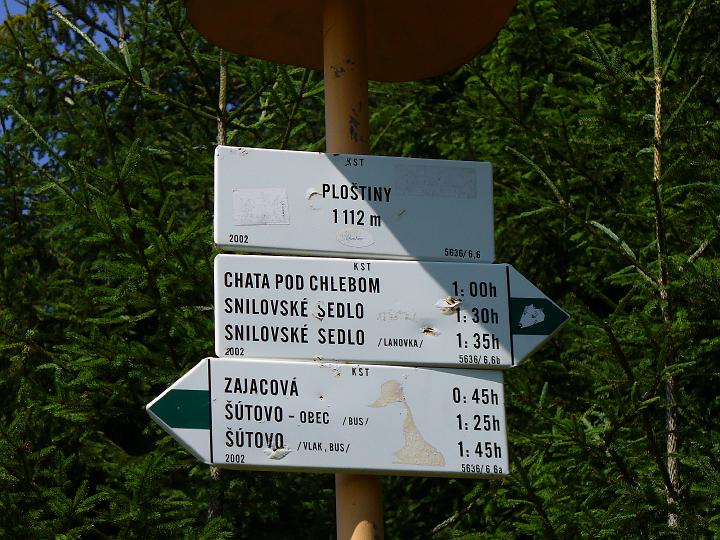 KST
PLOŠTINY
1 112 m
2002 5636/6,6
KST
CHATA POD CHLEBOM 1:00h
SNILOVSKÉ SEDLO 1:30h
SNILOVSKÉ SEDLO /LANOVKA/ 1:35h
2002 5636/6,6b
KST
ZAJACOVÁ 0:45h
ŠÚTOVO - OBEC /BUS/ 1:25h
ŠÚTOVO /VLAK, BUS/ 1:45h
2002 5636/6,6a